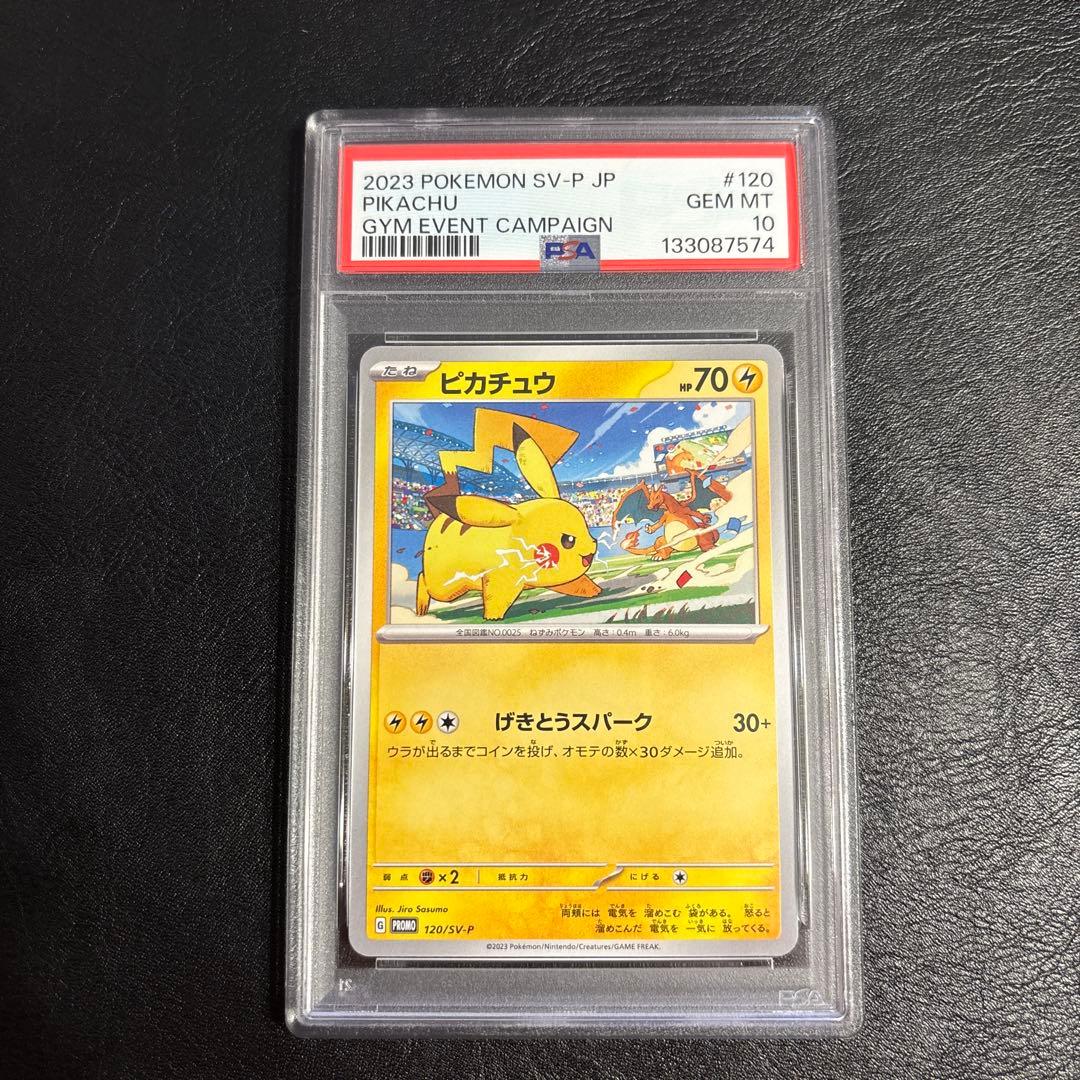 2023 POKEMON SV-P JP #120
PIKACHU GEM MT
GYM EVENT CAMPAIGN 10
PSA 133087574
たね ピカチュウ HP 70
全国図鑑NO.0025 ねずみポケモン 高さ:0.4m 重さ:6.0kg
げきとうスパーク 30+
ウラが出るまでコインを投げ、オモテの数×30ダメージ追加。
弱点 ×2 抵抗力 にげる
Illus. Jiro Sasumo
両頬には 電気を 溜めこむ 袋がある。 怒ると
溜めこんだ 電気を 一気に 放ってくる。
G PROMO 120/SV-P
©2023 Pokémon/Nintendo/Creatures/GAME FREAK.
PSA